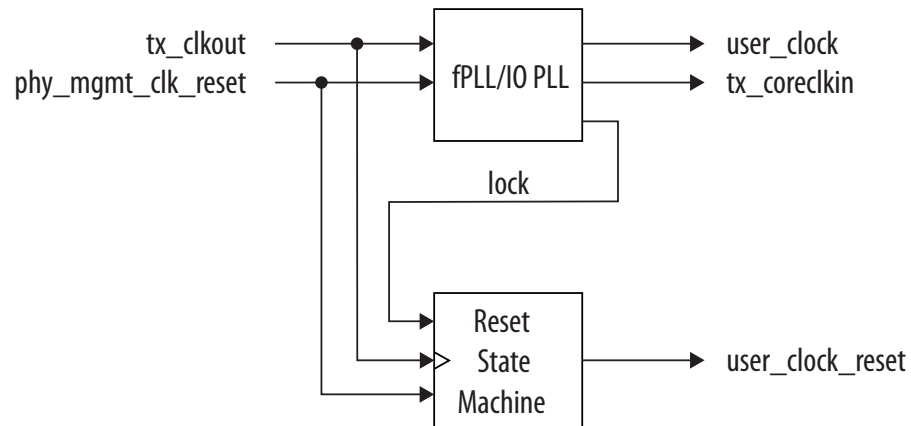 tx_clkout
phy_mgmt_clk_reset
fPLL/IO PLL
user_clock
tx_coreclkin
lock
Reset
State
Machine
user_clock_reset